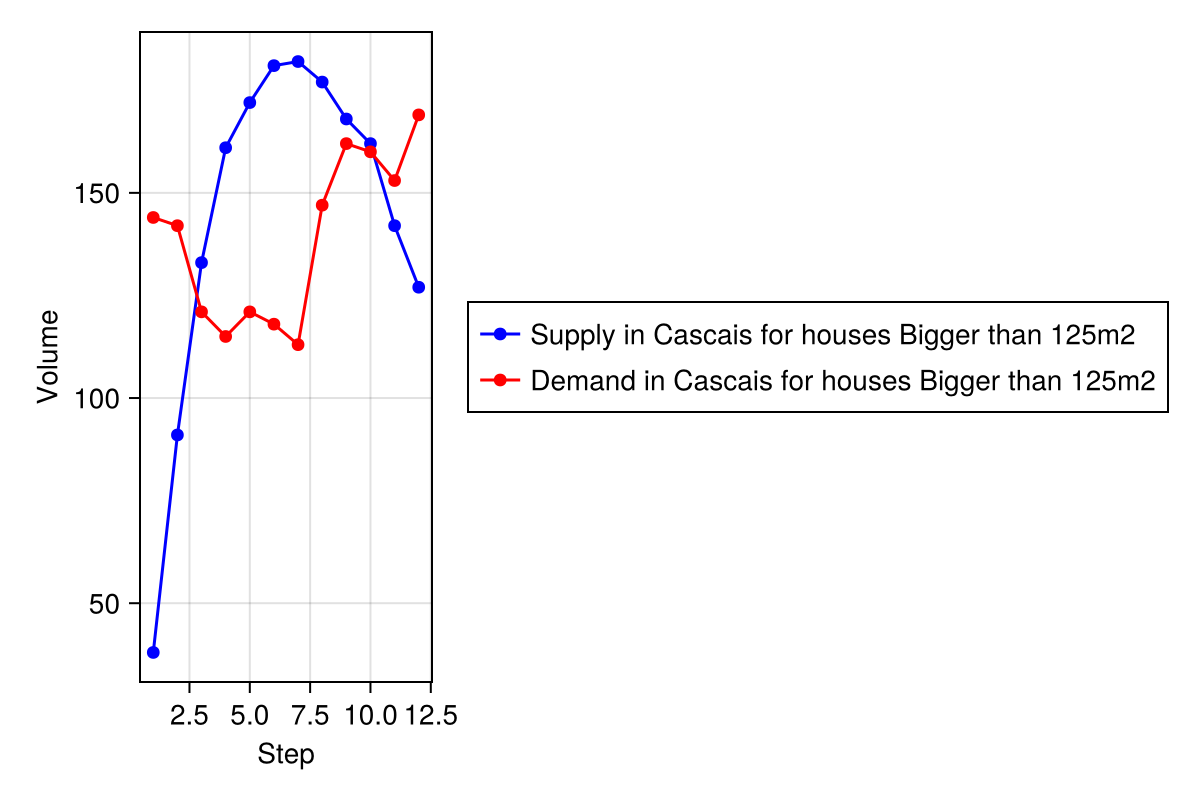 150
100
50
Volume
2.5 5.0 7.5 10.0 12.5
Step
Supply in Cascais for houses Bigger than 125m2
Demand in Cascais for houses Bigger than 125m2